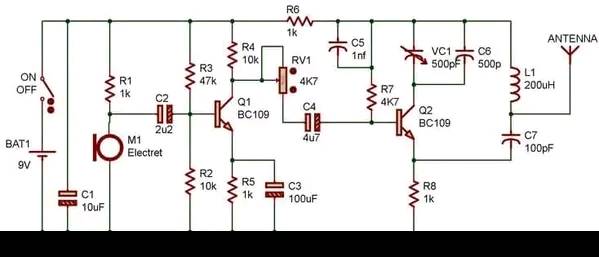 R6
1k
ANTENNA
ON
OFF
R1
1k
R3
47k
R4
10k
RV1
4K7
C5
1nf
VC1
500pF
C6
500p
R7
4K7
L1
200uH
C2
2u2
Q1
BC109
C4
4u7
Q2
BC109
C7
100pF
BAT1
9V
M1
Electret
C1
10uF
R2
10k
R5
1k
C3
100uF
R8
1k